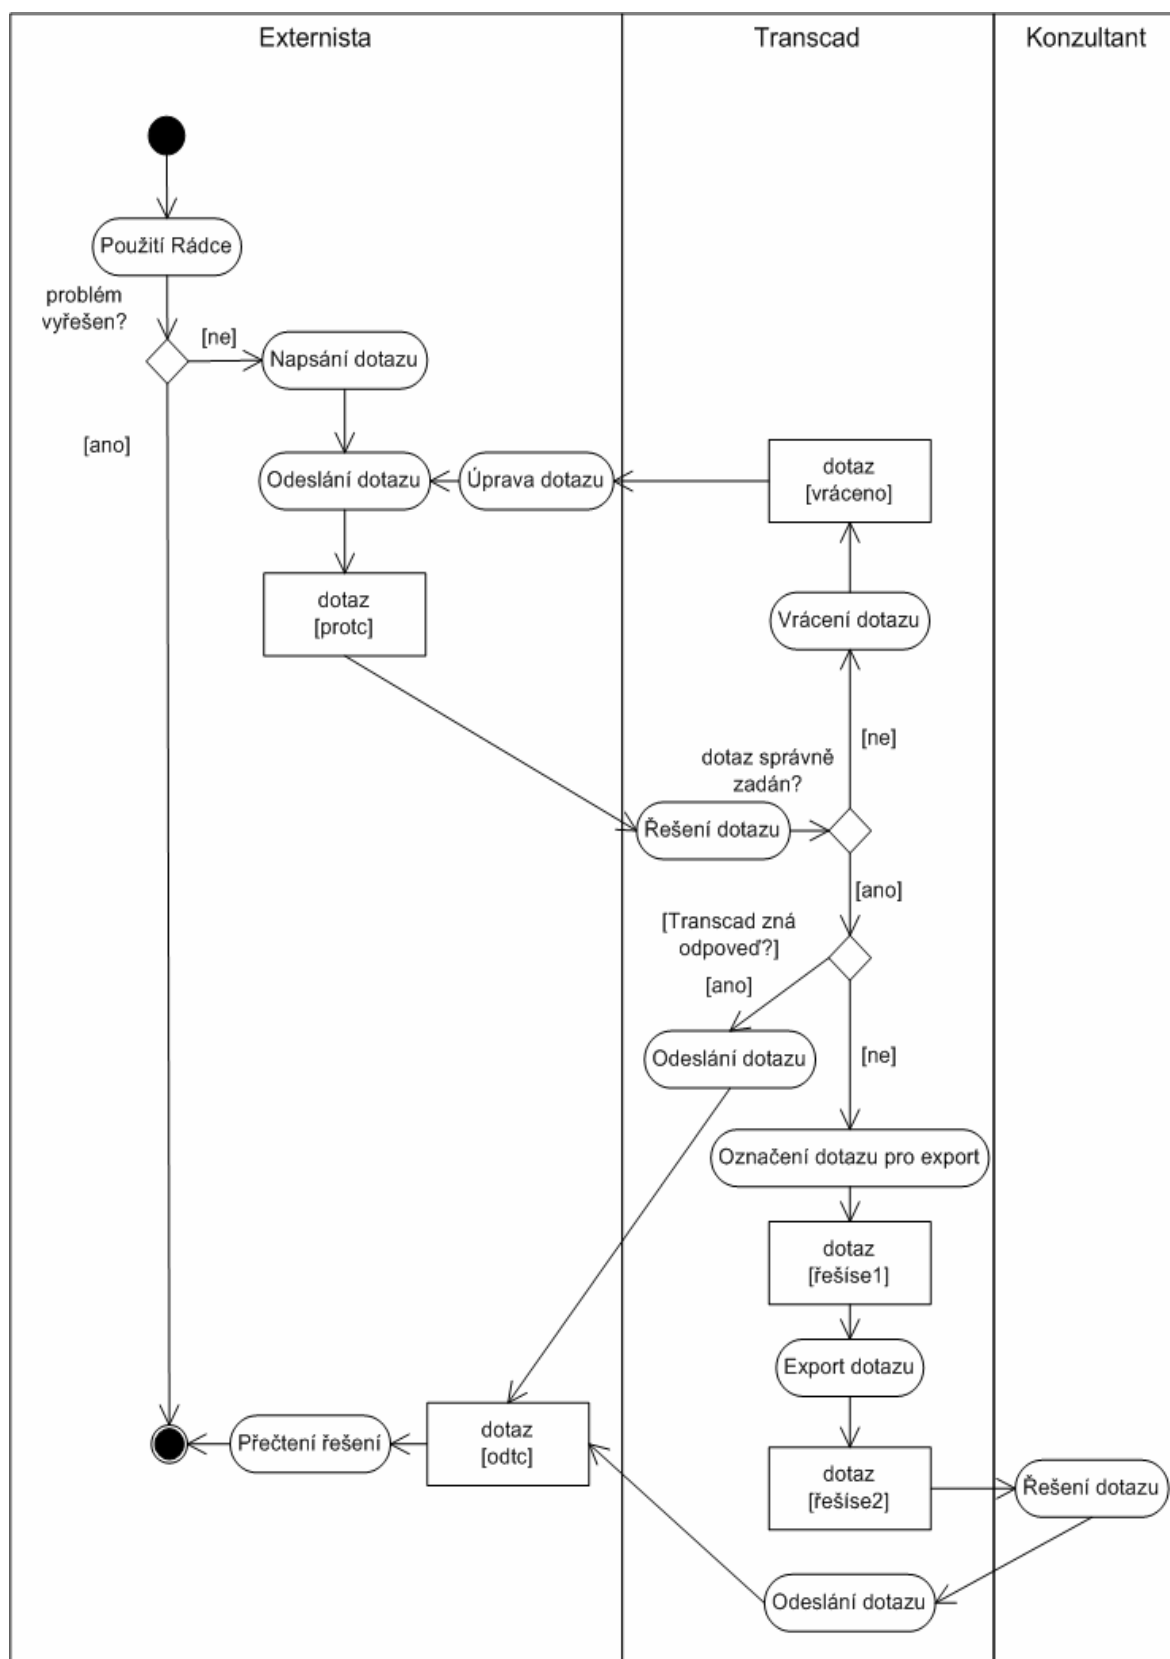 Externista
Transcad
Konzultant
Použití Rádce
problém
vyřešen?
[ne]
Napsání dotazu
[ano]
Odeslání dotazu
Úprava dotazu
dotaz
[vráceno]
dotaz
[protc]
Vrácení dotazu
[ne]
dotaz správně
zadán?
Řešení dotazu
[ano]
[Transcad zná
odpoveď?]
[ano]
Odeslání dotazu
[ne]
Označení dotazu pro export
dotaz
[řešíse1]
Export dotazu
Přečtení řešení
dotaz
[odtc]
dotaz
[řešíse2]
Řešení dotazu
Odeslání dotazu